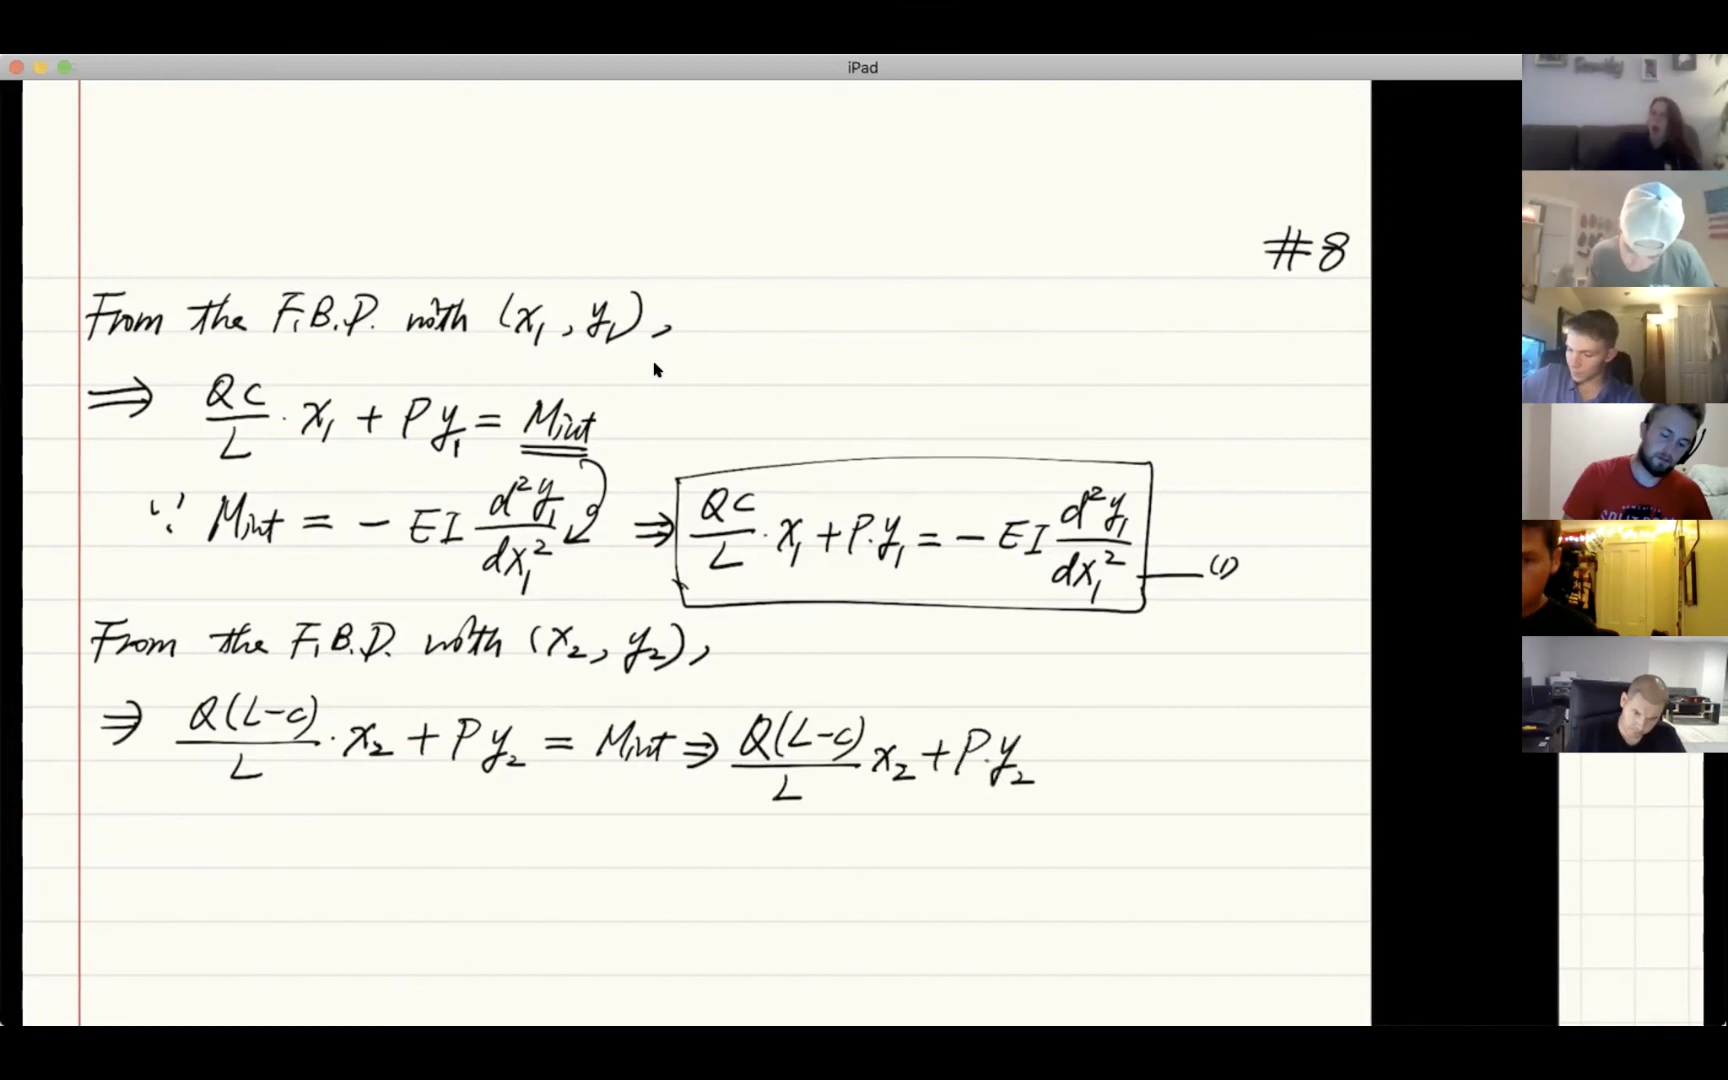 iPad
#8
From the F.B.D. with (x₁, y₁),
⇒ QC/L · x₁ + P y₁ = Mint
∵ Mint = - EI d²y₁/dx₁² ⇒ QC/L · x₁ + P·y₁ = - EI d²y₁/dx₁² — (1)
From the F.B.D. with (x₂, y₂),
⇒ Q(L-c)/L · x₂ + P y₂ = Mint ⇒ Q(L-c)/L x₂ + P·y₂